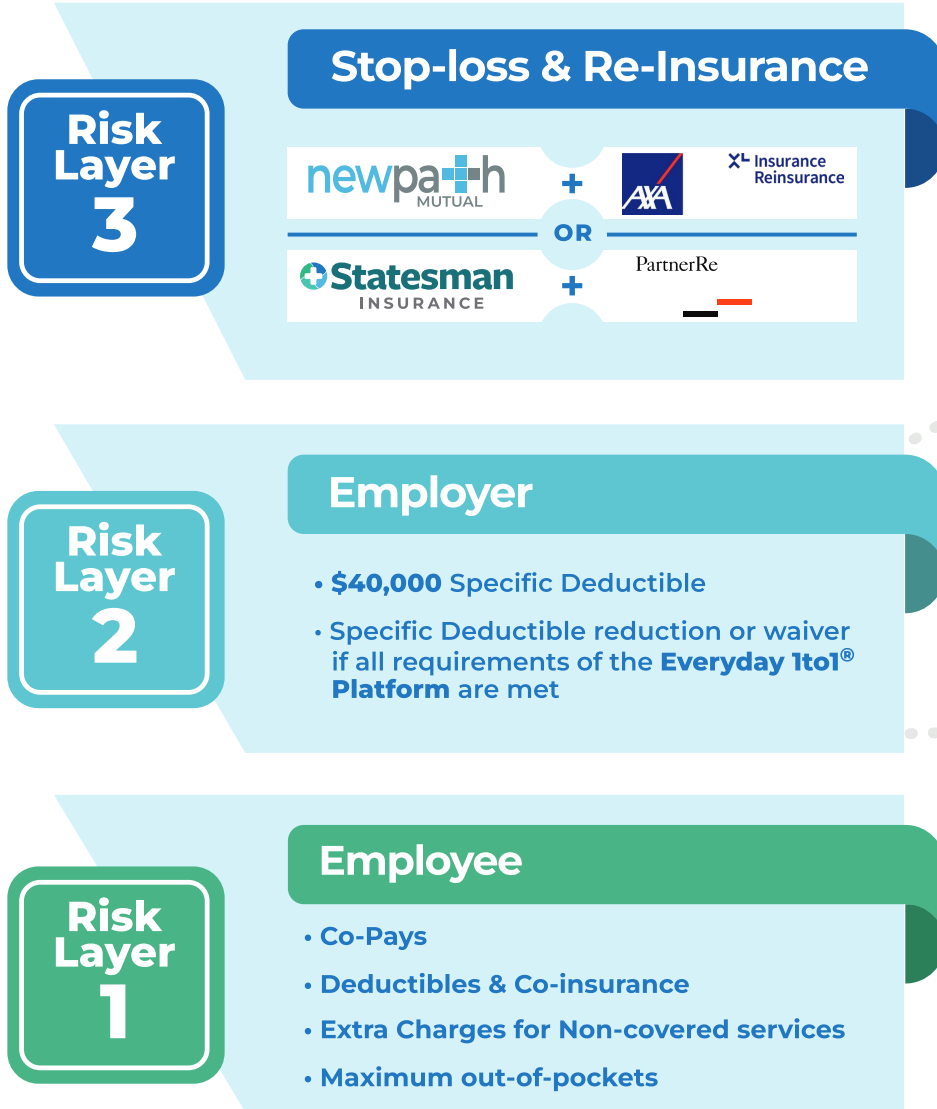 Stop-loss & Re-Insurance
Risk
Layer
3
newpath
MUTUAL
+
AXA
XL Insurance
Reinsurance
OR
Statesman
INSURANCE
+
PartnerRe
Employer
Risk
Layer
2
• $40,000 Specific Deductible
• Specific Deductible reduction or waiver
if all requirements of the Everyday 1to1®
Platform are met
Employee
Risk
Layer
1
• Co-Pays
• Deductibles & Co-insurance
• Extra Charges for Non-covered services
• Maximum out-of-pockets